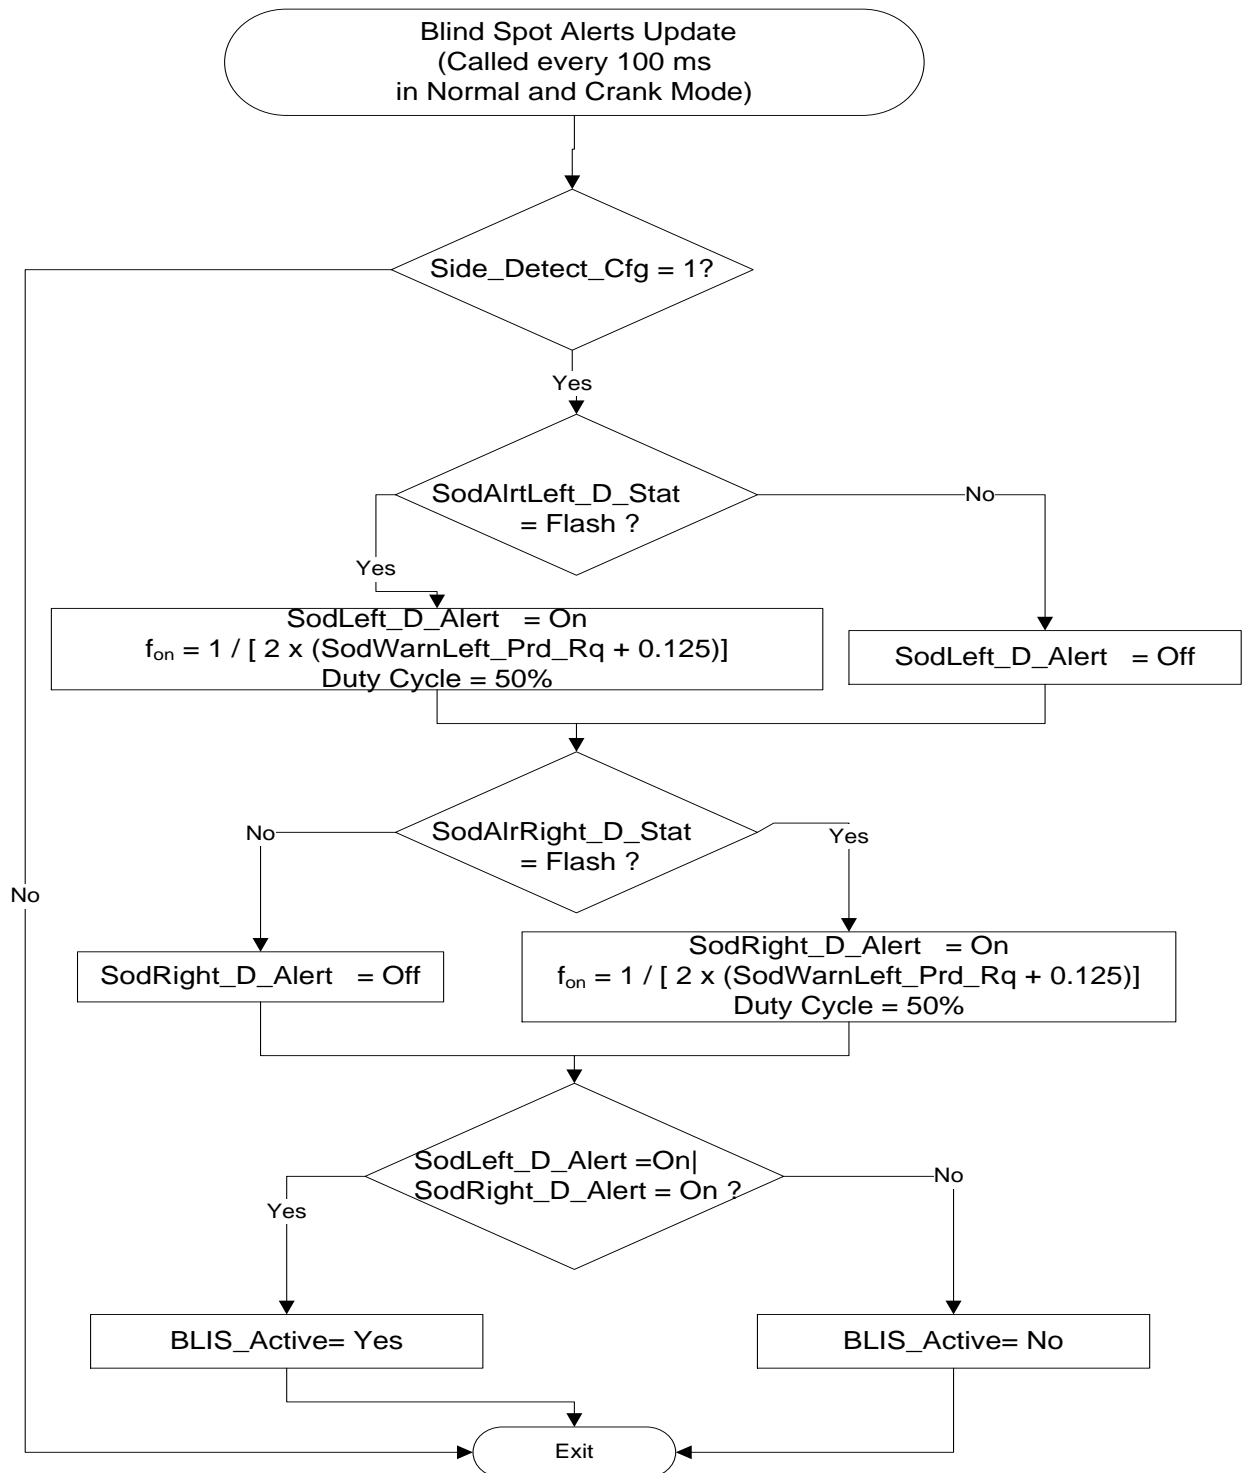 Blind Spot Alerts Update
(Called every 100 ms
in Normal and Crank Mode)
Side_Detect_Cfg = 1?
Yes
SodAlrtLeft_D_Stat
= Flash ?
No
Yes
SodLeft_D_Alert = On
fon = 1 / [ 2 x (SodWarnLeft_Prd_Rq + 0.125)]
Duty Cycle = 50%
SodLeft_D_Alert = Off
SodAlrRight_D_Stat
= Flash ?
No
Yes
No
SodRight_D_Alert = Off
SodRight_D_Alert = On
fon = 1 / [ 2 x (SodWarnLeft_Prd_Rq + 0.125)]
Duty Cycle = 50%
SodLeft_D_Alert =On|
SodRight_D_Alert = On ?
No
Yes
BLIS_Active= Yes
BLIS_Active= No
Exit